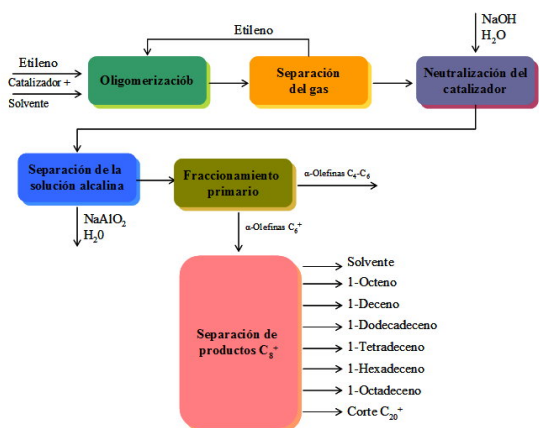 Etileno
NaOH
H₂O
Etileno
Catalizador +
Solvente
Oligomerizaciób
Separación
del gas
Neutralización del
catalizador
Separación de la
solución alcalina
Fraccionamiento
primario
α-Olefinas C₄-C₆
NaAlO₂
H₂0
α-Olefinas C₆⁺
Separación de
productos C₈⁺
Solvente
1-Octeno
1-Deceno
1-Dodecadeceno
1-Tetradeceno
1-Hexadeceno
1-Octadeceno
Corte C₂₀⁺